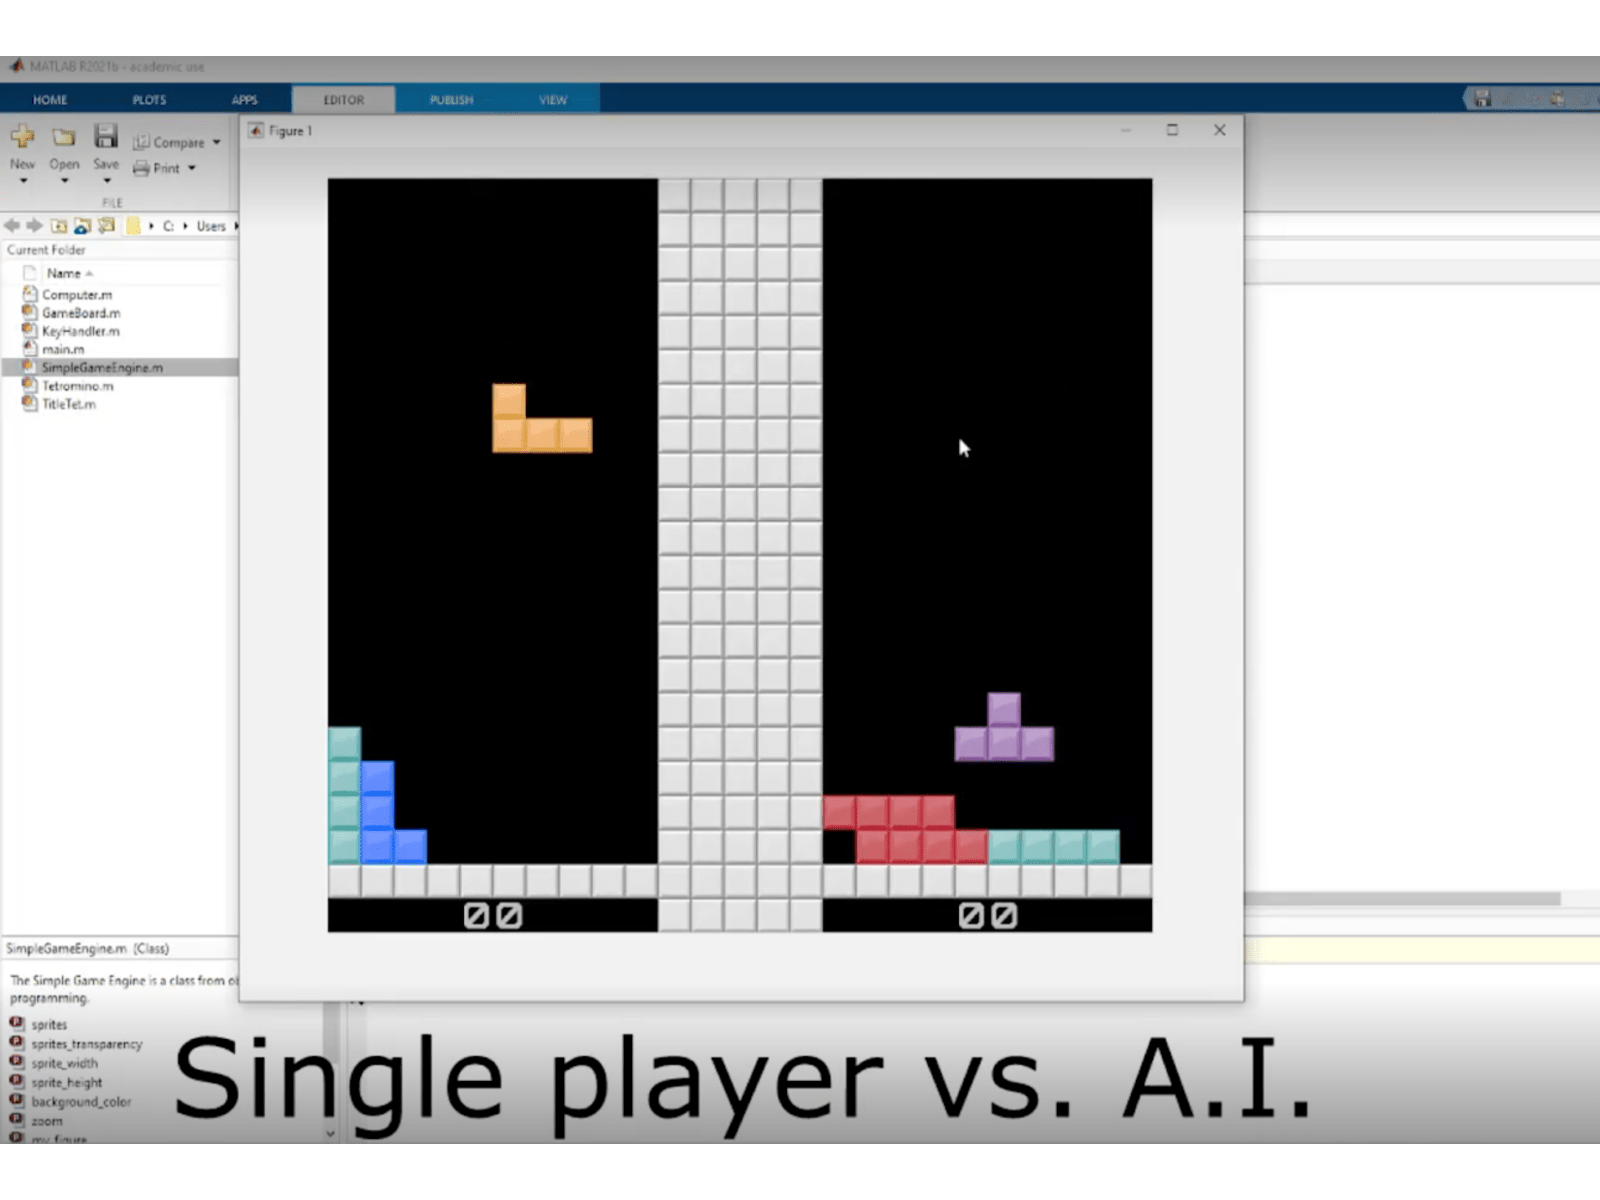 MATLAB R2021b - academic use
HOME PLOTS APPS EDITOR PUBLISH VIEW
Figure 1
New Open Save Compare
Print
FILE
C: Users
Current Folder
Name
Computer.m
GameBoard.m
KeyHandler.m
main.m
SimpleGameEngine.m
Tetromino.m
TitleTet.m
00 00
SimpleGameEngine.m (Class)
The Simple Game Engine is a class from
programming.
sprites
sprites_transparency
sprite_width
sprite_height
background_color
zoom
my_figure
Single player vs. A.I.